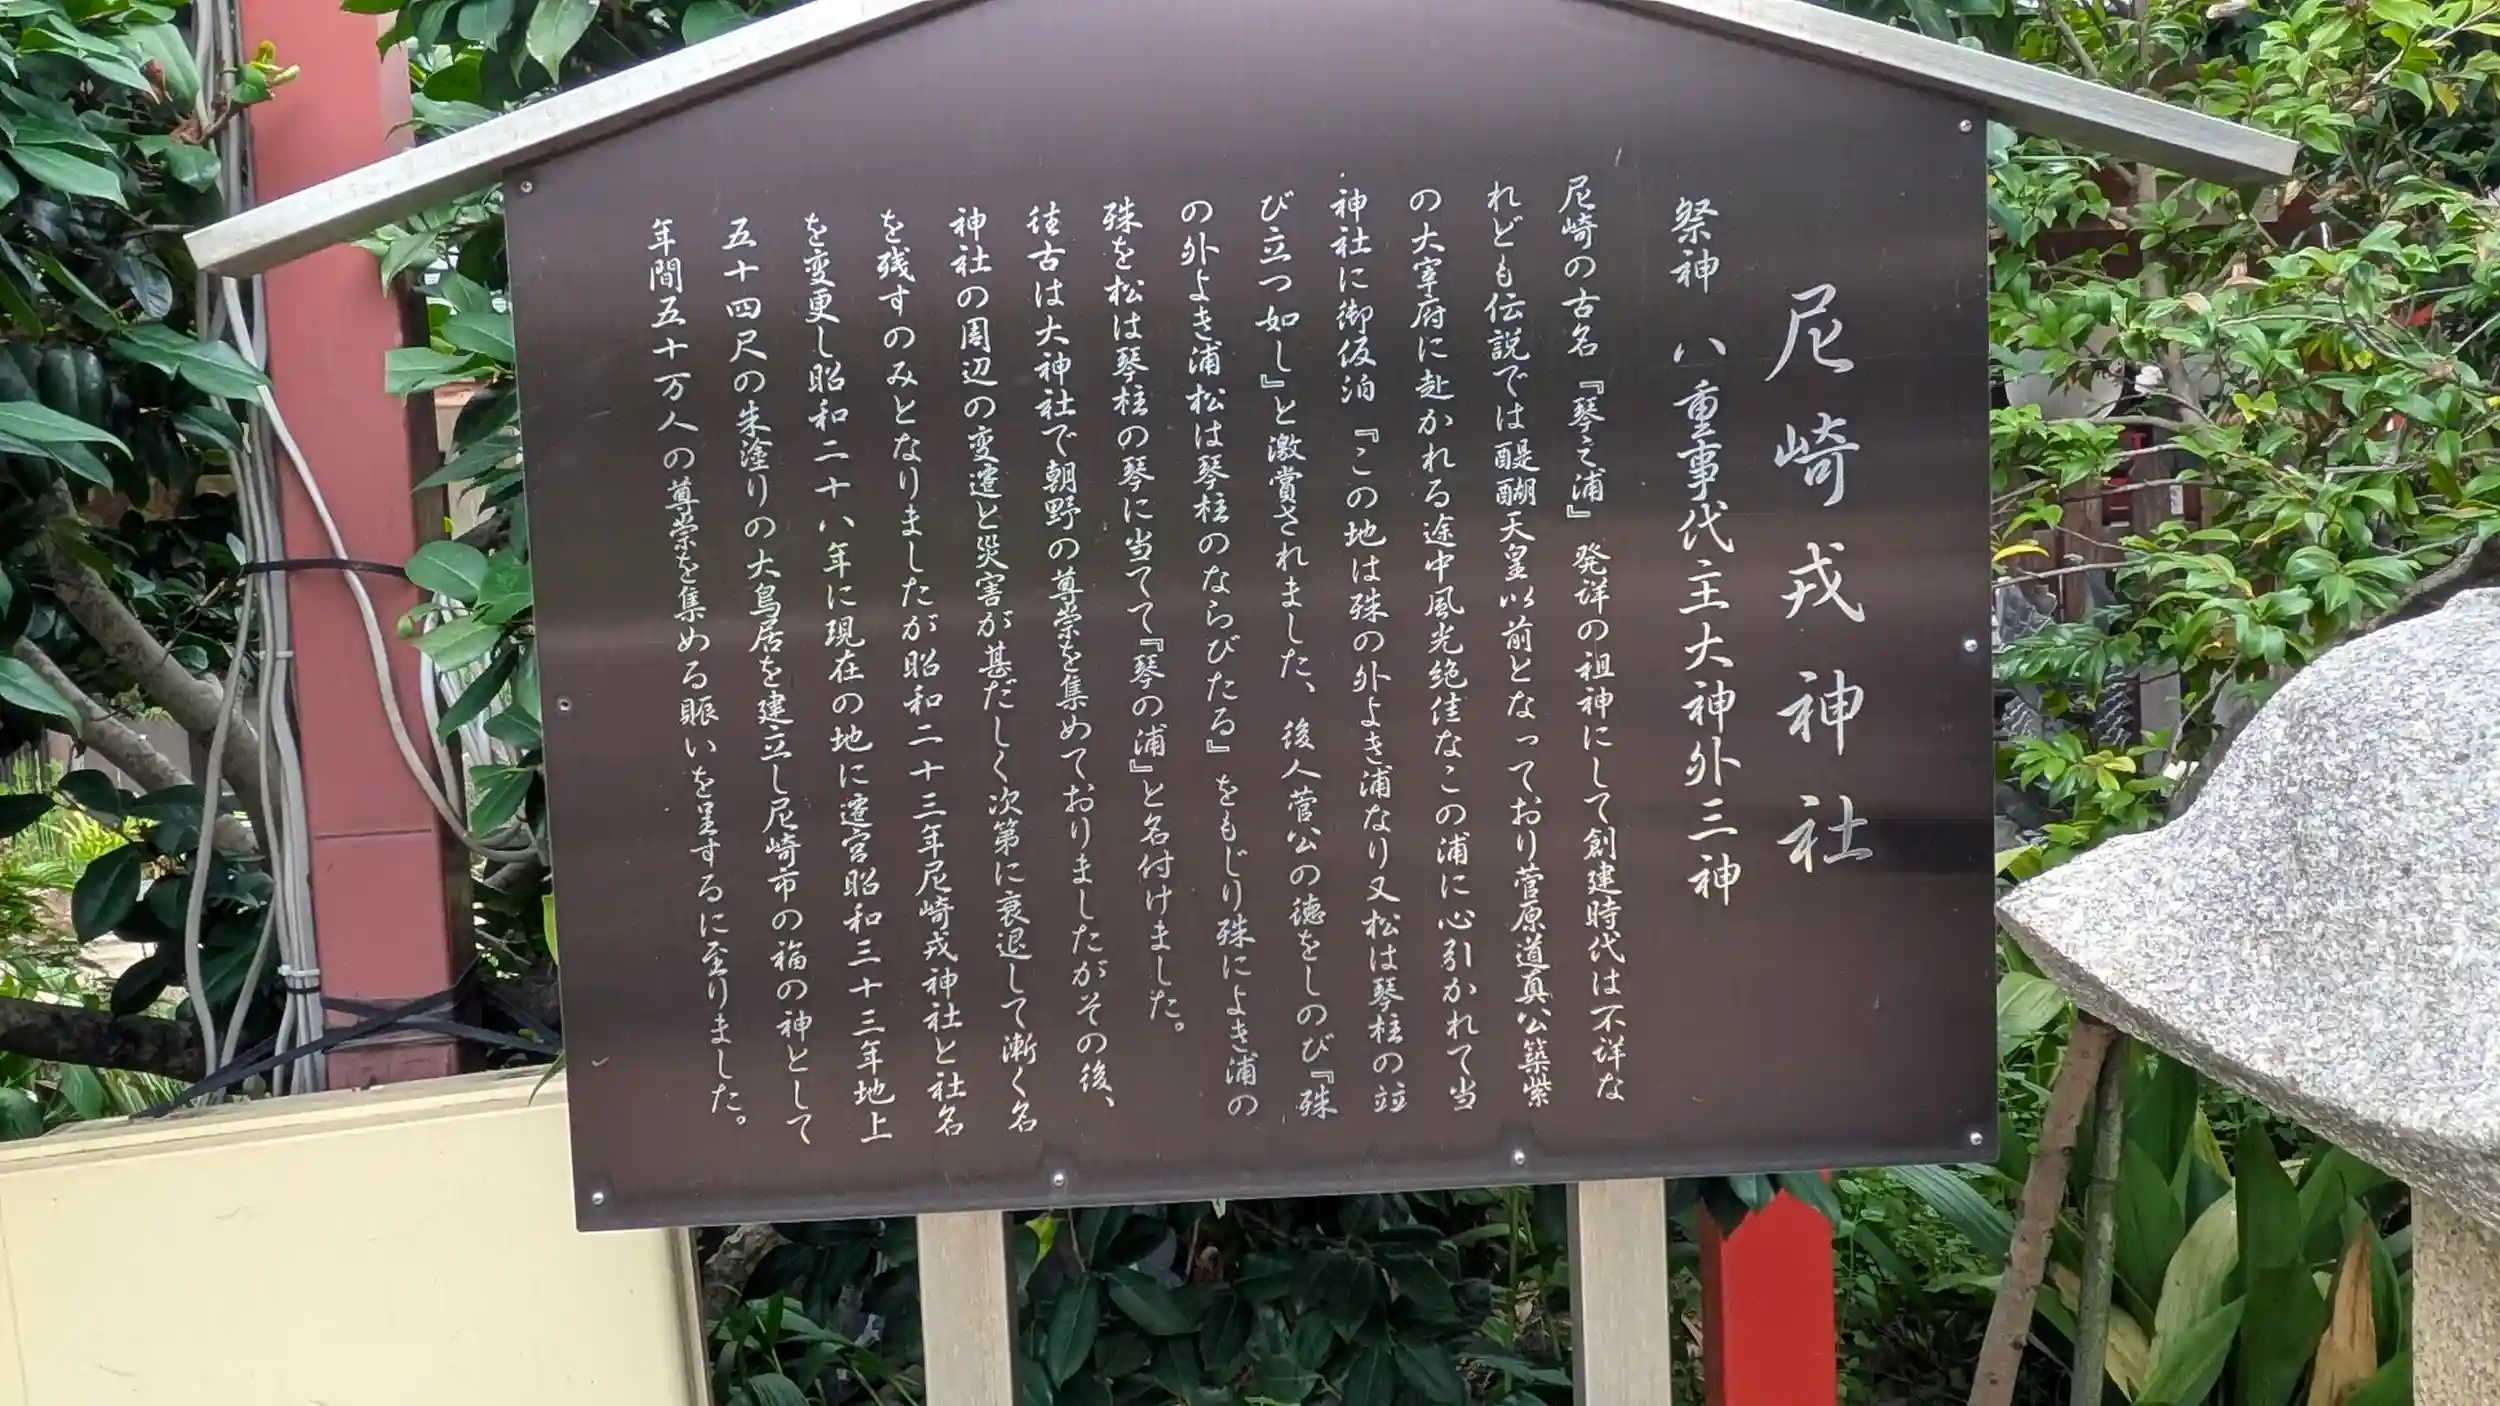 尼崎戎神社
祭神 八重事代主大神外三神
尼崎の古名『琴之浦』発詳の祖神にして創建時代は不詳な
れども伝説では醍醐天皇以前となっており菅原道真公築紫
の大宰府に赴かれる途中風光絶佳なこの浦に心引かれて当
神社に御仮泊『この地は殊の外よき浦なり又松は琴柱の竝
び立つ如し』と激賞されました、後人菅公の徳をしのび『殊
の外よき浦松は琴柱のならびたる』をもじり殊によき浦の
殊を松は琴柱の琴に当てて『琴の浦』と名付けました。
往古は大神社で朝野の尊崇を集めておりましたがその後、
神社の周辺の変遷と災害が甚だしく次第に衰退して漸く名
を残すのみとなりましたが昭和二十三年尼崎戎神社と社名
を変更し昭和二十八年に現在の地に遷宮昭和三十三年地上
五十四尺の朱塗りの大鳥居を建立し尼崎市の福の神として
年間五十万人の尊崇を集める賑いを呈するに至りました。